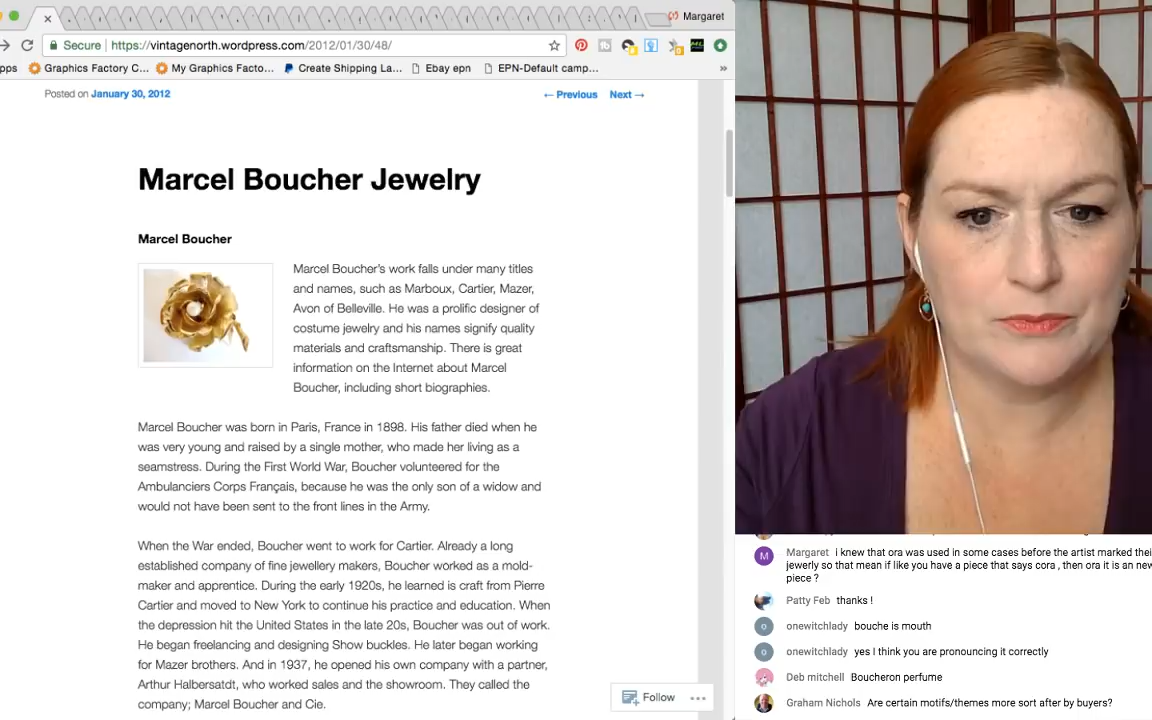 Margaret
Secure | https://vintagenorth.wordpress.com/2012/01/30/48/
pps Graphics Factory C... My Graphics Facto... Create Shipping La... Ebay epn EPN-Default camp... »
Posted on January 30, 2012
← Previous Next →
Marcel Boucher Jewelry
Marcel Boucher
Marcel Boucher's work falls under many titles
and names, such as Marboux, Cartier, Mazer,
Avon of Belleville. He was a prolific designer of
costume jewelry and his names signify quality
materials and craftsmanship. There is great
information on the Internet about Marcel
Boucher, including short biographies.
Marcel Boucher was born in Paris, France in 1898. His father died when he
was very young and raised by a single mother, who made her living as a
seamstress. During the First World War, Boucher volunteered for the
Ambulanciers Corps Français, because he was the only son of a widow and
would not have been sent to the front lines in the Army.
When the War ended, Boucher went to work for Cartier. Already a long
established company of fine jewellery makers, Boucher worked as a mold-
maker and apprentice. During the early 1920s, he learned is craft from Pierre
Cartier and moved to New York to continue his practice and education. When
the depression hit the United States in the late 20s, Boucher was out of work.
He began freelancing and designing Show buckles. He later began working
for Mazer brothers. And in 1937, he opened his own company with a partner,
Arthur Halbersatdt, who worked sales and the showroom. They called the
company; Marcel Boucher and Cie.
Follow
Margaret i knew that ora was used in some cases before the artist marked thei
jewerly so that mean if like you have a piece that says cora , then ora it is an new
piece ?
Patty Feb thanks !
onewitchlady bouche is mouth
onewitchlady yes I think you are pronouncing it correctly
Deb mitchell Boucheron perfume
Graham Nichols Are certain motifs/themes more sort after by buyers?